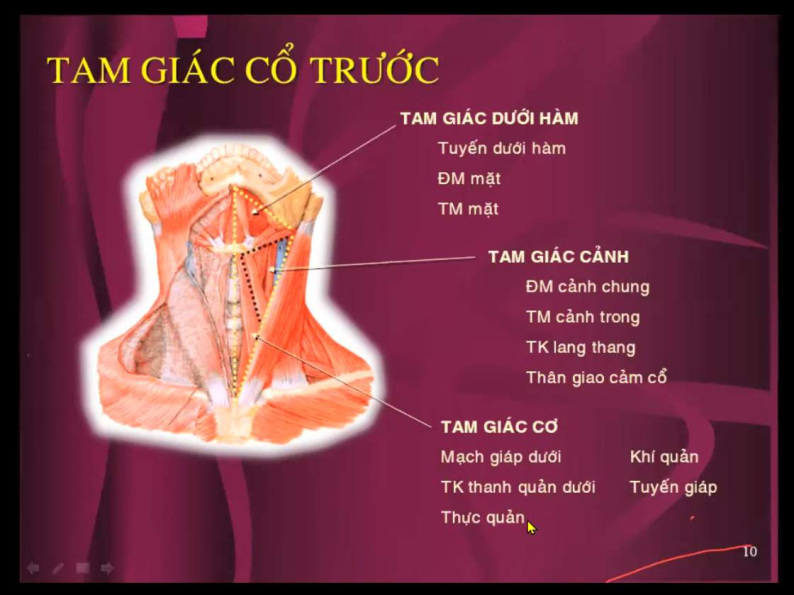 TAM GIÁC CỔ TRƯỚC
TAM GIÁC DƯỚI HÀM
Tuyến dưới hàm
ĐM mặt
TM mặt
TAM GIÁC CẢNH
ĐM cảnh chung
TM cảnh trong
TK lang thang
Thân giao cảm cổ
TAM GIÁC CƠ
Mạch giáp dưới Khí quản
TK thanh quản dưới Tuyến giáp
Thực quản
10